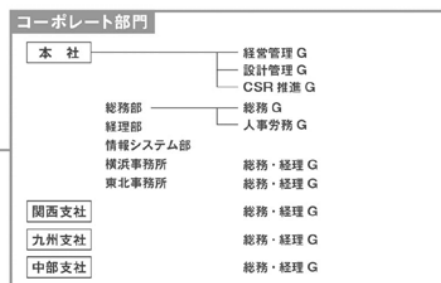 コーポレート部門
本 社 経営管理 G
設計管理 G
CSR 推進 G
総務部 総務 G
経理部 人事労務 G
情報システム部
横浜事務所 総務・経理 G
東北事務所 総務・経理 G
関西支社 総務・経理 G
九州支社 総務・経理 G
中部支社 総務・経理 G